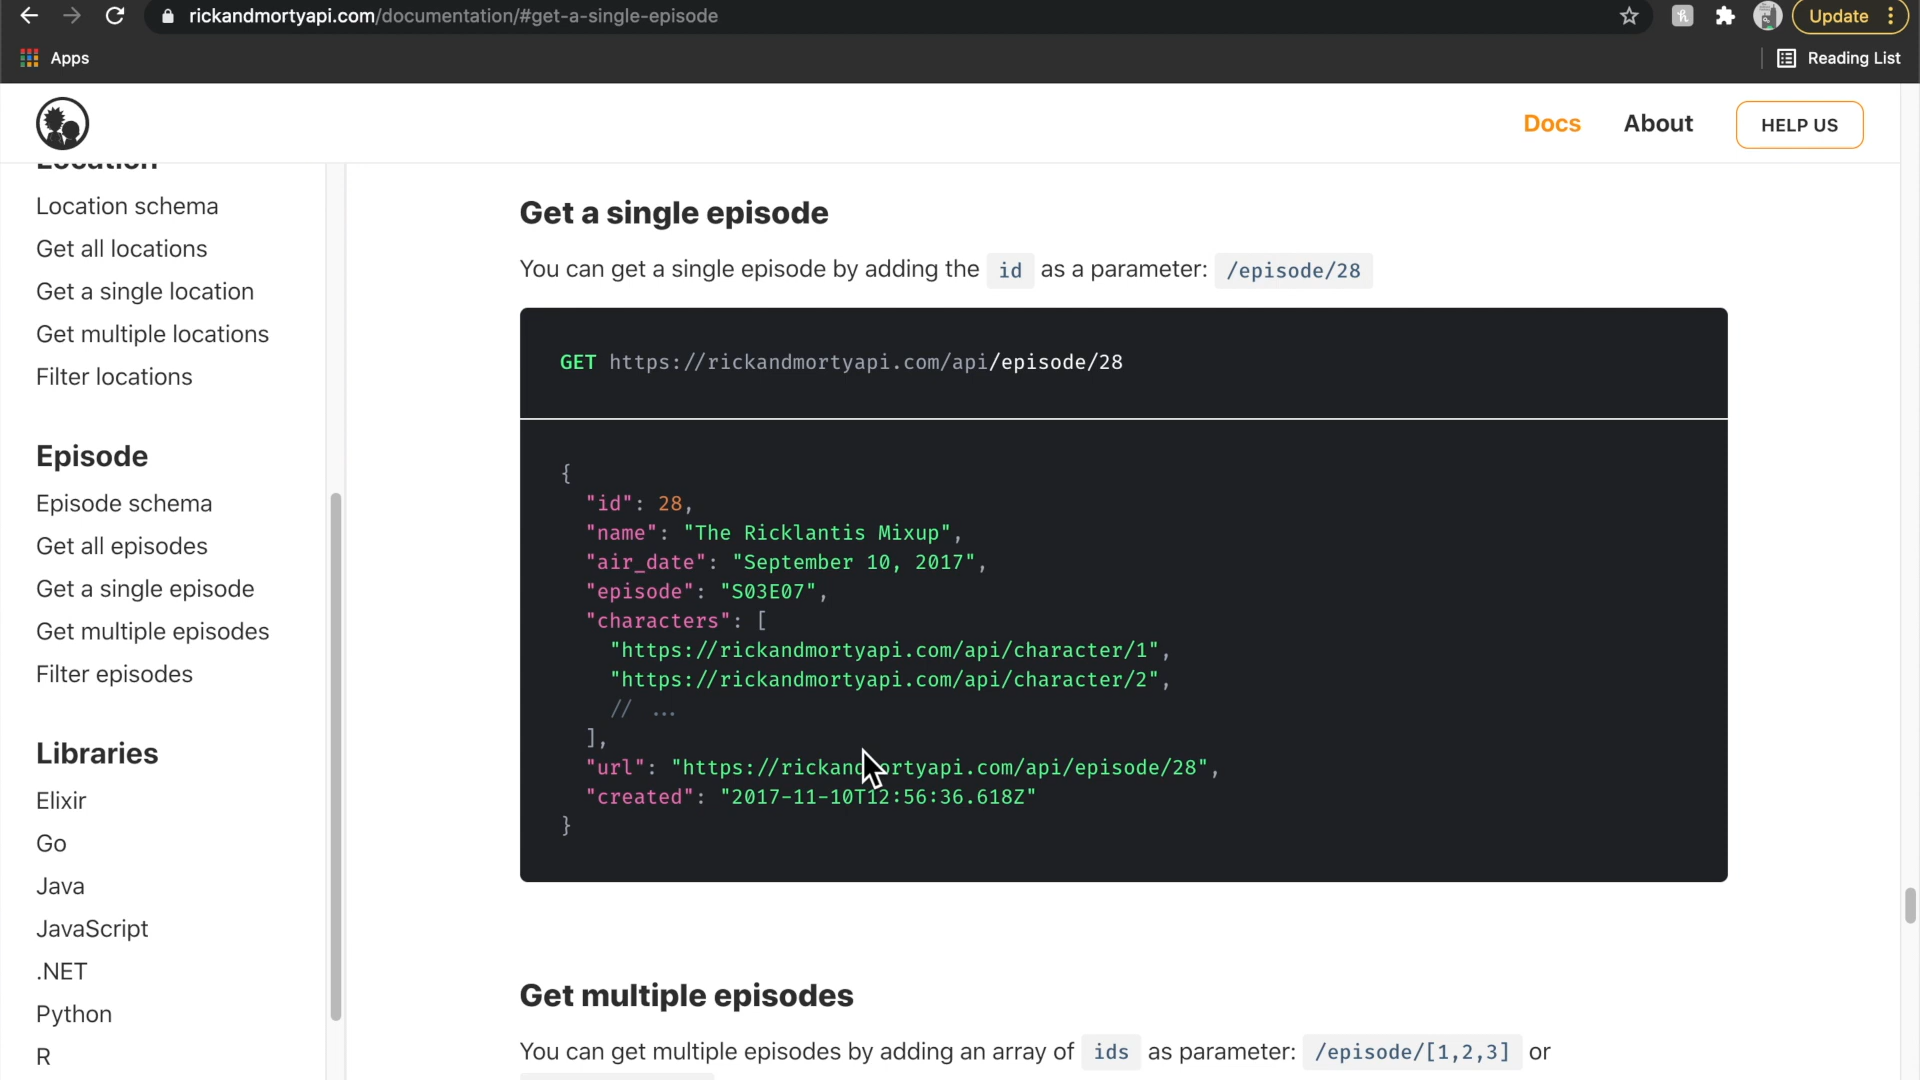 rickandmortyapi.com/documentation/#get-a-single-episode
Update
Apps
Reading List
Docs
About
HELP US
Location
Location schema
Get all locations
Get a single location
Get multiple locations
Filter locations
Episode
Episode schema
Get all episodes
Get a single episode
Get multiple episodes
Filter episodes
Libraries
Elixir
Go
Java
JavaScript
.NET
Python
R
Get a single episode
You can get a single episode by adding the id as a parameter: /episode/28
GET https://rickandmortyapi.com/api/episode/28
{
"id": 28,
"name": "The Ricklantis Mixup",
"air_date": "September 10, 2017",
"episode": "S03E07",
"characters": [
"https://rickandmortyapi.com/api/character/1",
"https://rickandmortyapi.com/api/character/2",
// ...
],
"url": "https://rickandmortyapi.com/api/episode/28",
"created": "2017-11-10T12:56:36.618Z"
}
Get multiple episodes
You can get multiple episodes by adding an array of ids as parameter: /episode/[1,2,3] or